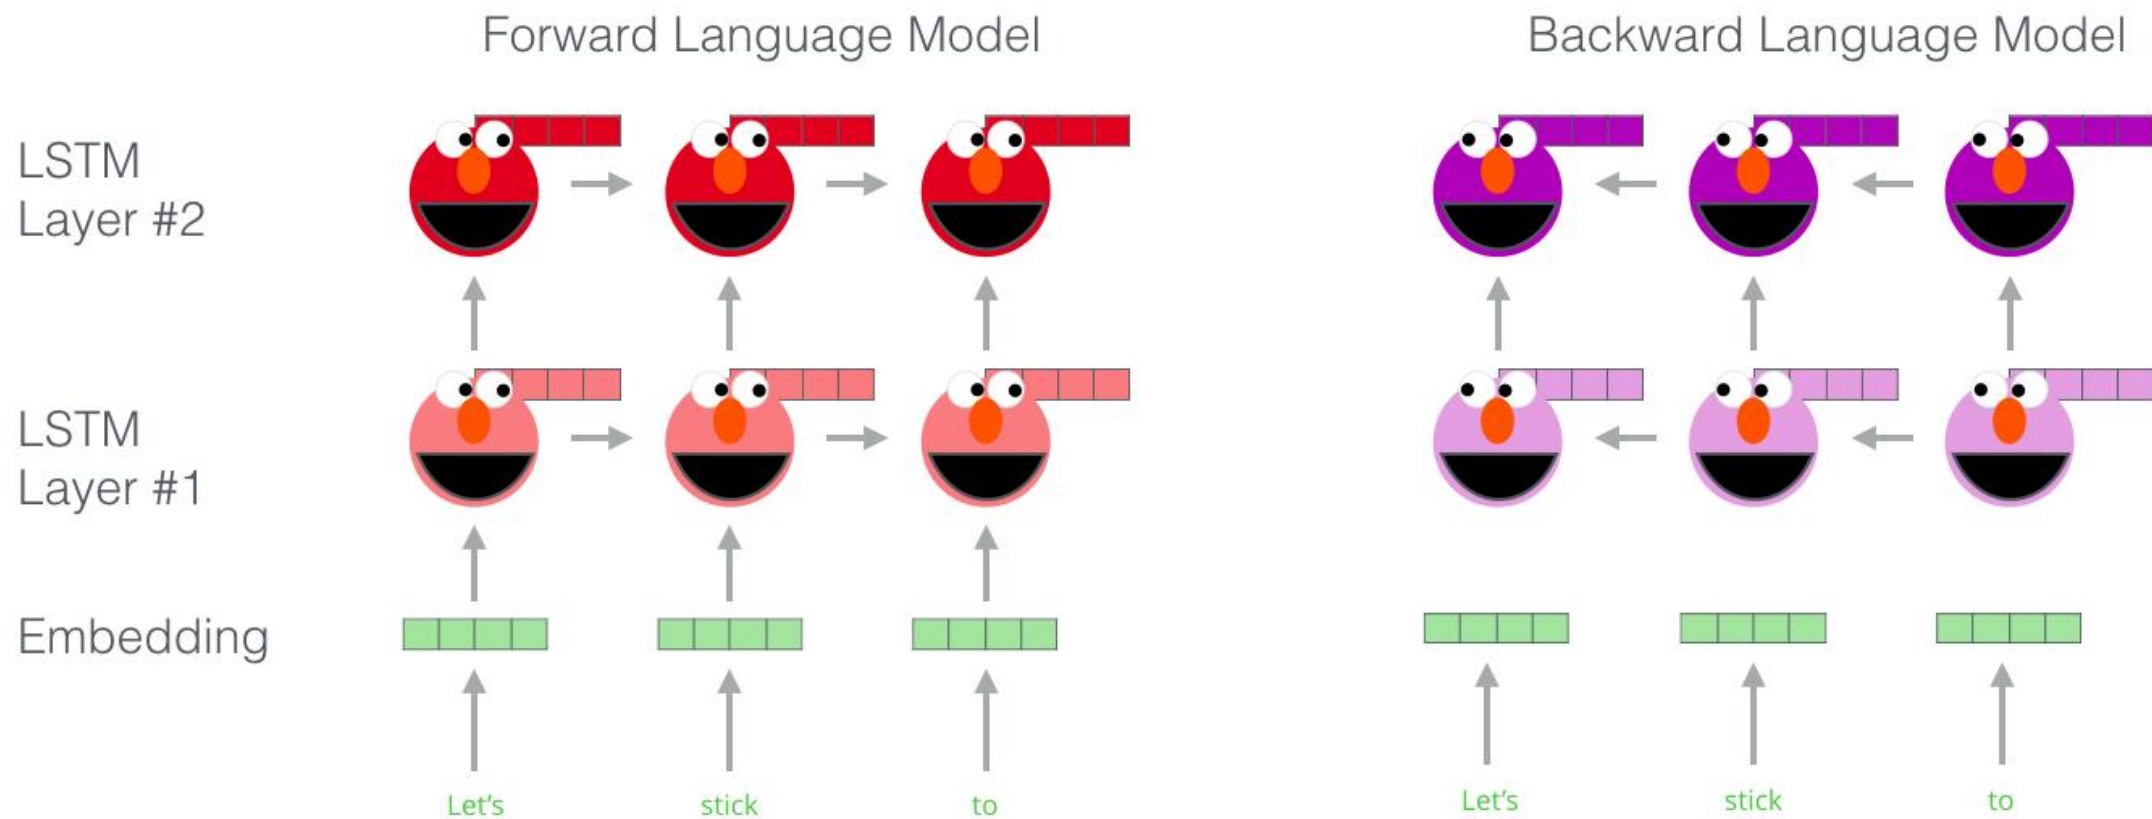 Forward Language Model
Backward Language Model
LSTM
Layer #2
LSTM
Layer #1
Embedding
Let's
stick
to
Let's
stick
to